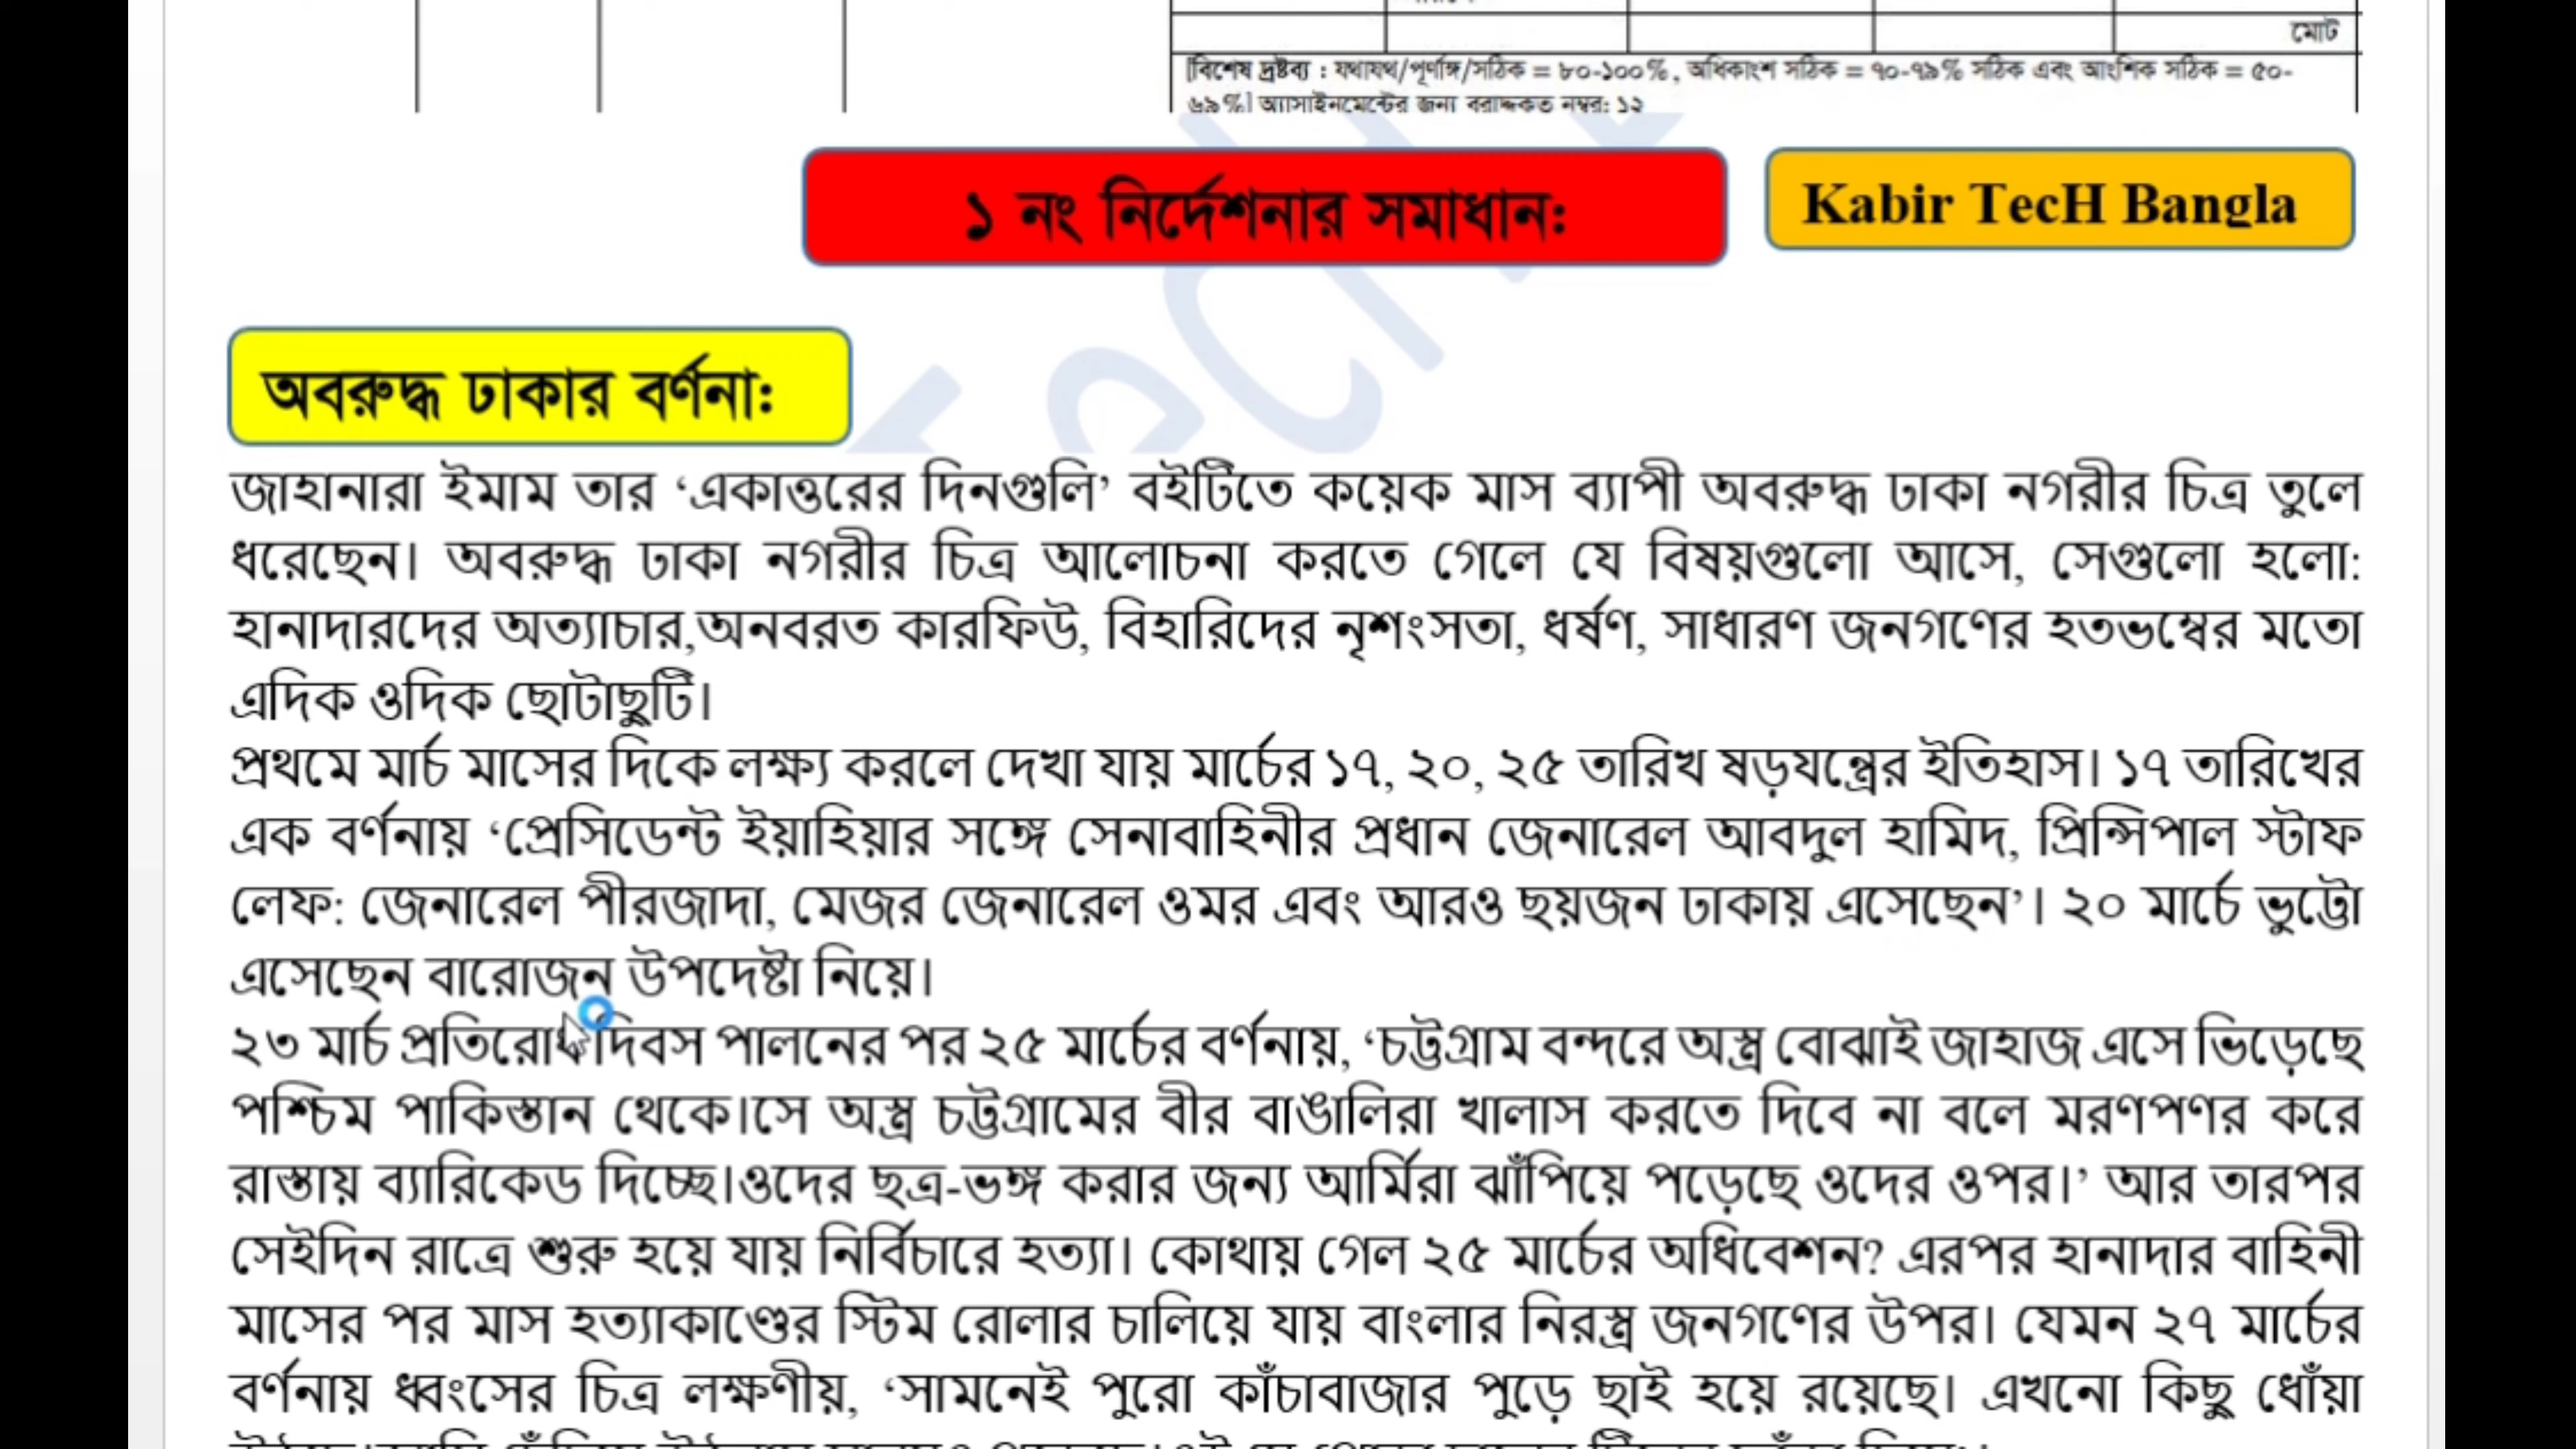 মোট
[বিশেষ দ্রষ্টব্য : যথাযথ/পূর্ণাঙ্গ/সঠিক = ৮০-১০০%, অধিকাংশ সঠিক = ৭০-৭৯% সঠিক এবং আংশিক সঠিক = ৫০-
৬৯%] অ্যাসাইনমেন্টের জন্য বরাদ্দকৃত নম্বর: ১২
১ নং নির্দেশনার সমাধান:
Kabir TecH Bangla
অবরুদ্ধ ঢাকার বর্ণনা:
জাহানারা ইমাম তার ‘একাত্তরের দিনগুলি’ বইটিতে কয়েক মাস ব্যাপী অবরুদ্ধ ঢাকা নগরীর চিত্র তুলে
ধরেছেন। অবরুদ্ধ ঢাকা নগরীর চিত্র আলোচনা করতে গেলে যে বিষয়গুলো আসে, সেগুলো হলো:
হানাদারদের অত্যাচার,অনবরত কারফিউ, বিহারিদের নৃশংসতা, ধর্ষণ, সাধারণ জনগণের হতভম্বের মতো
এদিক ওদিক ছোটাছুটি।
প্রথমে মার্চ মাসের দিকে লক্ষ্য করলে দেখা যায় মার্চের ১৭, ২০, ২৫ তারিখ ষড়যন্ত্রের ইতিহাস। ১৭ তারিখের
এক বর্ণনায় ‘প্রেসিডেন্ট ইয়াহিয়ার সঙ্গে সেনাবাহিনীর প্রধান জেনারেল আবদুল হামিদ, প্রিন্সিপাল স্টাফ
লেফ: জেনারেল পীরজাদা, মেজর জেনারেল ওমর এবং আরও ছয়জন ঢাকায় এসেছেন’। ২০ মার্চে ভুট্টো
এসেছেন বারোজন উপদেষ্টা নিয়ে।
২৩ মার্চ প্রতিরোধ দিবস পালনের পর ২৫ মার্চের বর্ণনায়, ‘চট্টগ্রাম বন্দরে অস্ত্র বোঝাই জাহাজ এসে ভিড়েছে
পশ্চিম পাকিস্তান থেকে।সে অস্ত্র চট্টগ্রামের বীর বাঙালিরা খালাস করতে দিবে না বলে মরণপণর করে
রাস্তায় ব্যারিকেড দিচ্ছে।ওদের ছত্র-ভঙ্গ করার জন্য আর্মিরা ঝাঁপিয়ে পড়েছে ওদের ওপর।’ আর তারপর
সেইদিন রাত্রে শুরু হয়ে যায় নির্বিচারে হত্যা। কোথায় গেল ২৫ মার্চের অধিবেশন? এরপর হানাদার বাহিনী
মাসের পর মাস হত্যাকাণ্ডের স্টিম রোলার চালিয়ে যায় বাংলার নিরস্ত্র জনগণের উপর। যেমন ২৭ মার্চের
বর্ণনায় ধ্বংসের চিত্র লক্ষণীয়, ‘সামনেই পুরো কাঁচাবাজার পুড়ে ছাই হয়ে রয়েছে। এখনো কিছু ধোঁয়া